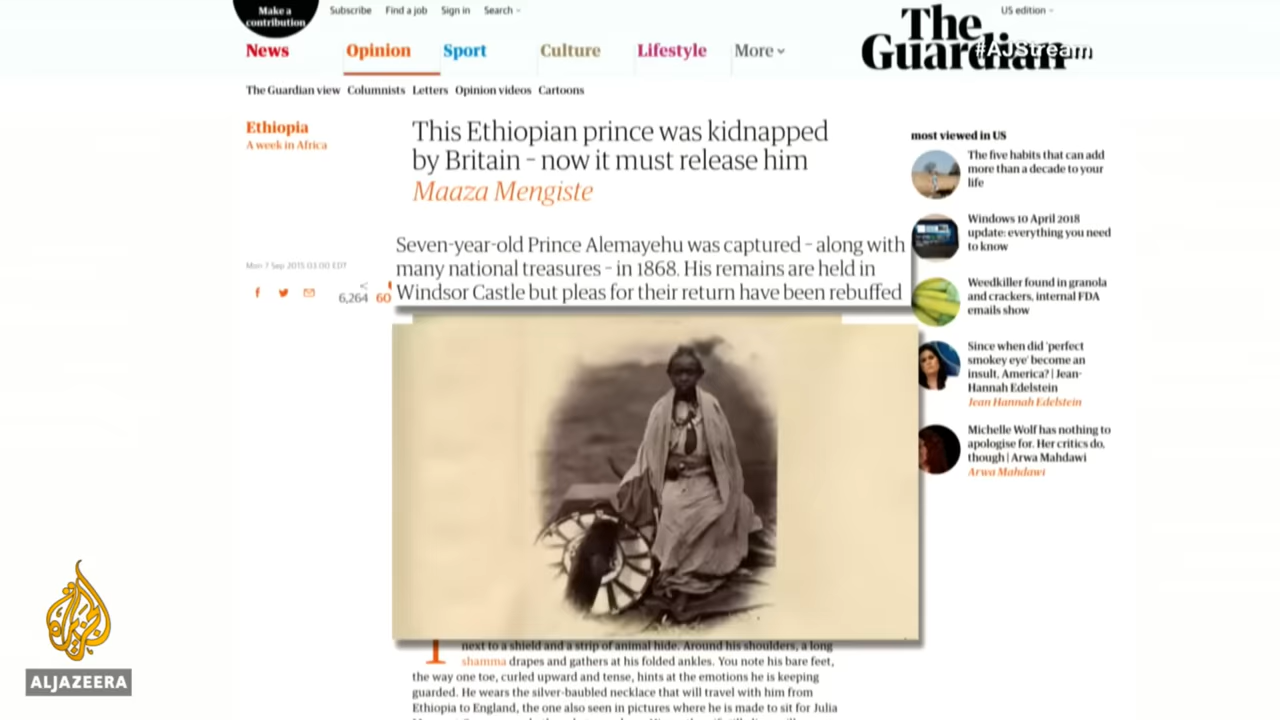 Make a
contribution
Subscribe Find a job Sign in Search
US edition
The
Guardian
#AJStream
News Opinion Sport Culture Lifestyle More
The Guardian view Columnists Letters Opinion videos Cartoons
Ethiopia
A week in Africa
This Ethiopian prince was kidnapped
by Britain – now it must release him
Maaza Mengiste
Mon 7 Sep 2015 03.00 EDT
6,264 60
Seven-year-old Prince Alemayehu was captured – along with
many national treasures – in 1868. His remains are held in
Windsor Castle but pleas for their return have been rebuffed
most viewed in US
The five habits that can add
more than a decade to your
life
Windows 10 April 2018
update: everything you need
to know
Weedkiller found in granola
and crackers, internal FDA
emails show
Since when did 'perfect
smokey eye' become an
insult, America? | Jean-
Hannah Edelstein
Jean Hannah Edelstein
Michelle Wolf has nothing to
apologise for. Her critics do,
though | Arwa Mahdawi
Arwa Mahdawi
next to a shield and a strip of animal hide. Around his shoulders, a long
shamma drapes and gathers at his folded ankles. You note his bare feet,
the way one toe, curled upward and tense, hints at the emotions he is keeping
guarded. He wears the silver-baubled necklace that will travel with him from
Ethiopia to England, the one also seen in pictures where he is made to sit for Julia
ALJAZEERA